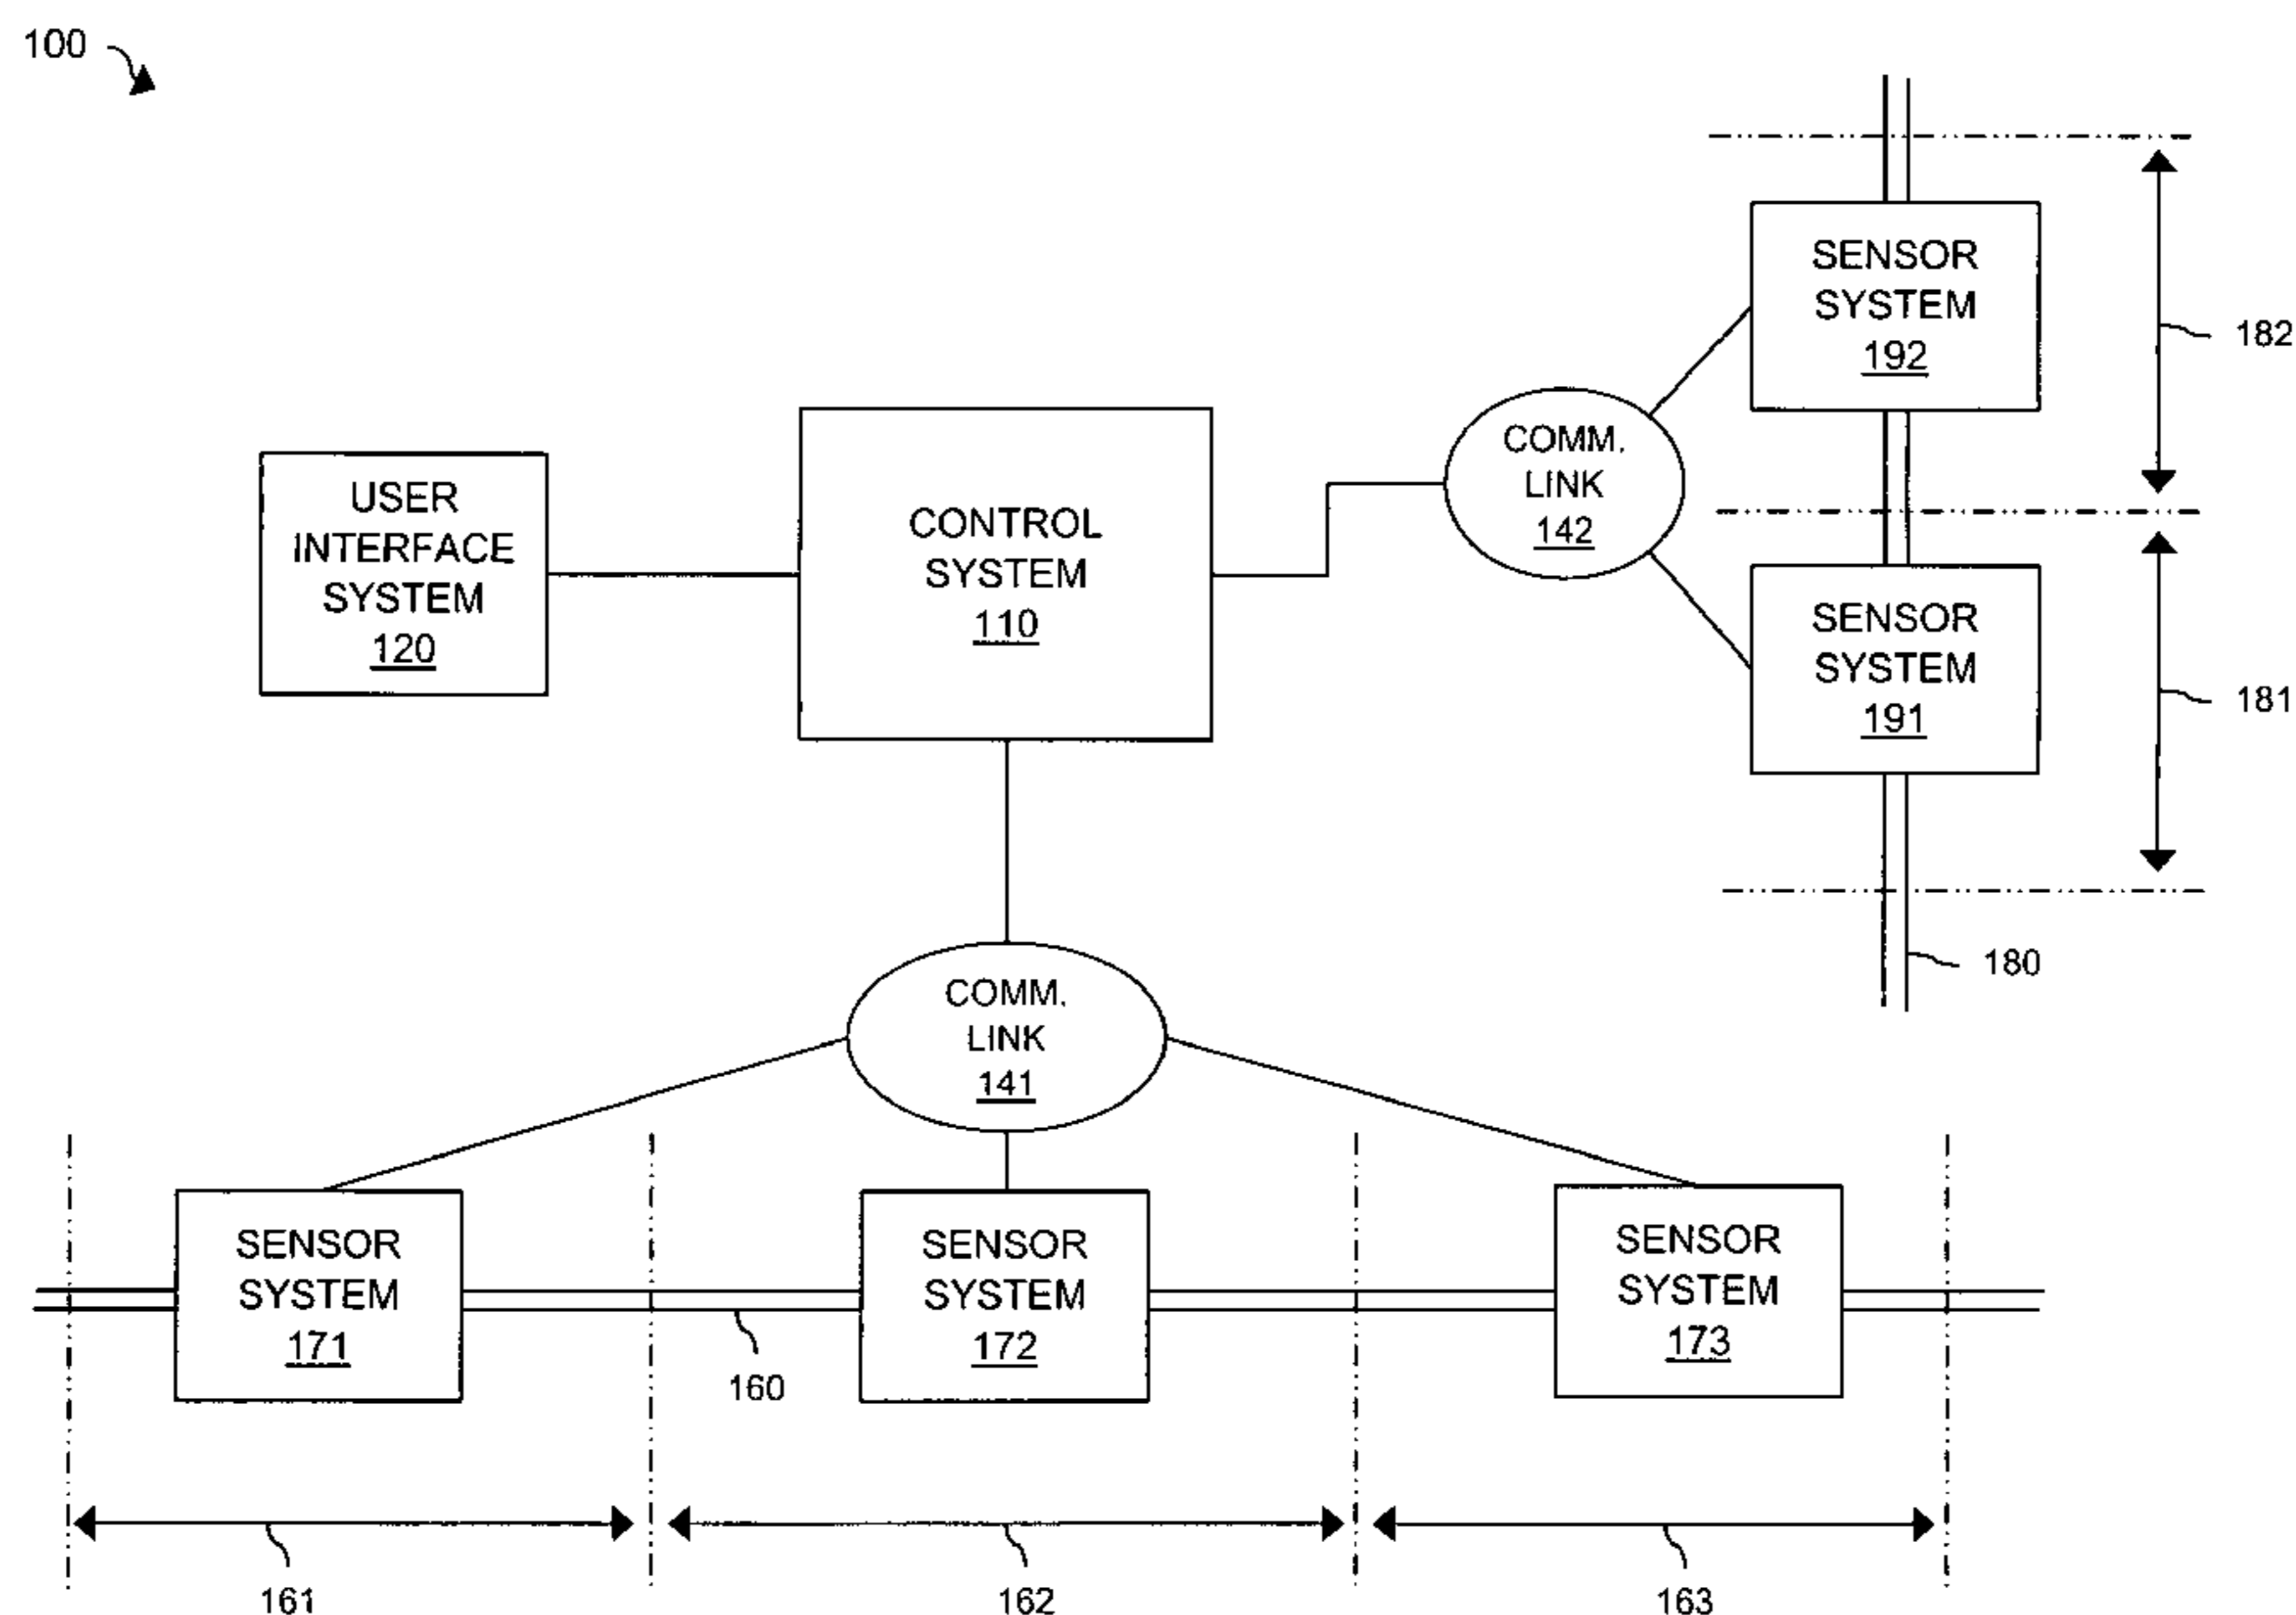 100
SENSOR
SYSTEM
192
182
COMM.
LINK
142
USER
INTERFACE
SYSTEM
120
CONTROL
SYSTEM
110
SENSOR
SYSTEM
191
181
180
COMM.
LINK
141
SENSOR
SYSTEM
171
160
SENSOR
SYSTEM
172
SENSOR
SYSTEM
173
161
162
163